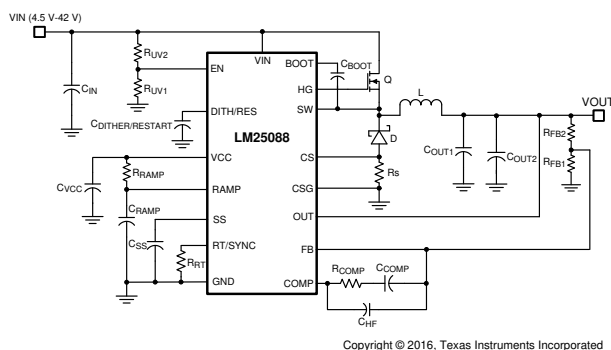 VIN (4.5 V-42 V)
CIN
RUV2
RUV1
CDITHER/RESTART
RRAMP
CVCC
CRAMP
CSS
RRT
EN
VIN
DITH/RES
LM25088
VCC
RAMP
SS
RT/SYNC
GND
BOOT
HG
SW
CS
CSG
OUT
FB
COMP
CBOOT
Q
L
D
Rs
COUT1
COUT2
VOUT
RFB2
RFB1
RCOMP
CCOMP
CHF
Copyright © 2016, Texas Instruments Incorporated